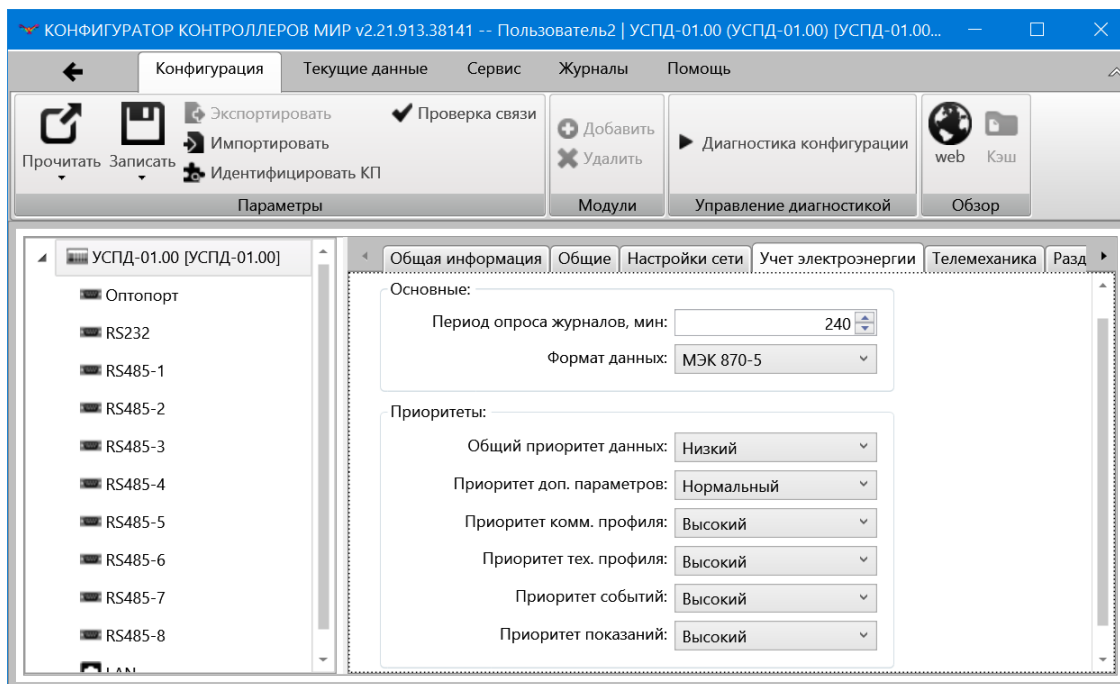 КОНФИГУРАТОР КОНТРОЛЛЕРОВ МИР v2.21.913.38141 -- Пользователь2 | УСПД-01.00 (УСПД-01.00) [УСПД-01.00...
Конфигурация Текущие данные Сервис Журналы Помощь
Прочитать Записать
Экспортировать
Импортировать
Идентифицировать КП
Проверка связи
Параметры
Добавить
Удалить
Модули
Диагностика конфигурации
Управление диагностикой
web Кэш
Обзор
УСПД-01.00 [УСПД-01.00]
Оптопорт
RS232
RS485-1
RS485-2
RS485-3
RS485-4
RS485-5
RS485-6
RS485-7
RS485-8
LAN
Общая информация Общие Настройки сети Учет электроэнергии Телемеханика Разд
Основные:
Период опроса журналов, мин: 240
Формат данных: МЭК 870-5
Приоритеты:
Общий приоритет данных: Низкий
Приоритет доп. параметров: Нормальный
Приоритет комм. профиля: Высокий
Приоритет тех. профиля: Высокий
Приоритет событий: Высокий
Приоритет показаний: Высокий